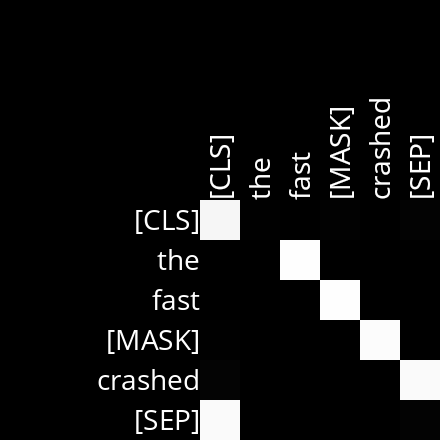 [CLS]
the
fast
[MASK]
crashed
[SEP]
[CLS]
the
fast
[MASK]
crashed
[SEP]